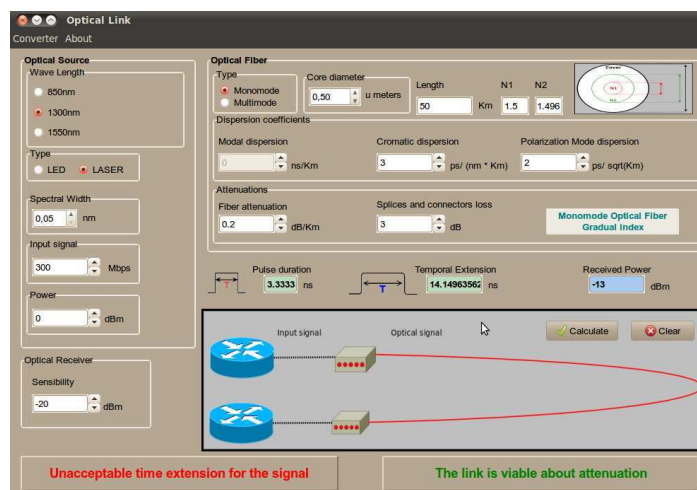 Optical Link
Converter About
Optical Source
Wave Length
850nm
1300nm
1550nm
Type
LED LASER
Spectral Width
0,05 nm
Input signal
300 Mbps
Power
0 dBm
Optical Receiver
Sensibility
-20 dBm
Optical Fiber
Type
Monomode
Multimode
Core diameter
0,50 u meters
Length
50 Km
N1 N2
1.5 1.496
Cover
N1
N2
Dispersion coefficients
Modal dispersion
0 ns/Km
Cromatic dispersion
3 ps/ (nm * Km)
Polarization Mode dispersion
2 ps/ sqrt(Km)
Attenuations
Fiber attenuation
0.2 dB/Km
Splices and connectors loss
3 dB
Monomode Optical Fiber
Gradual Index
T
Pulse duration
3.3333 ns
T
Temporal Extension
14.14963562 ns
Received Power
-13 dBm
Input signal
Optical signal
Calculate
Clear
Unacceptable time extension for the signal
The link is viable about attenuation